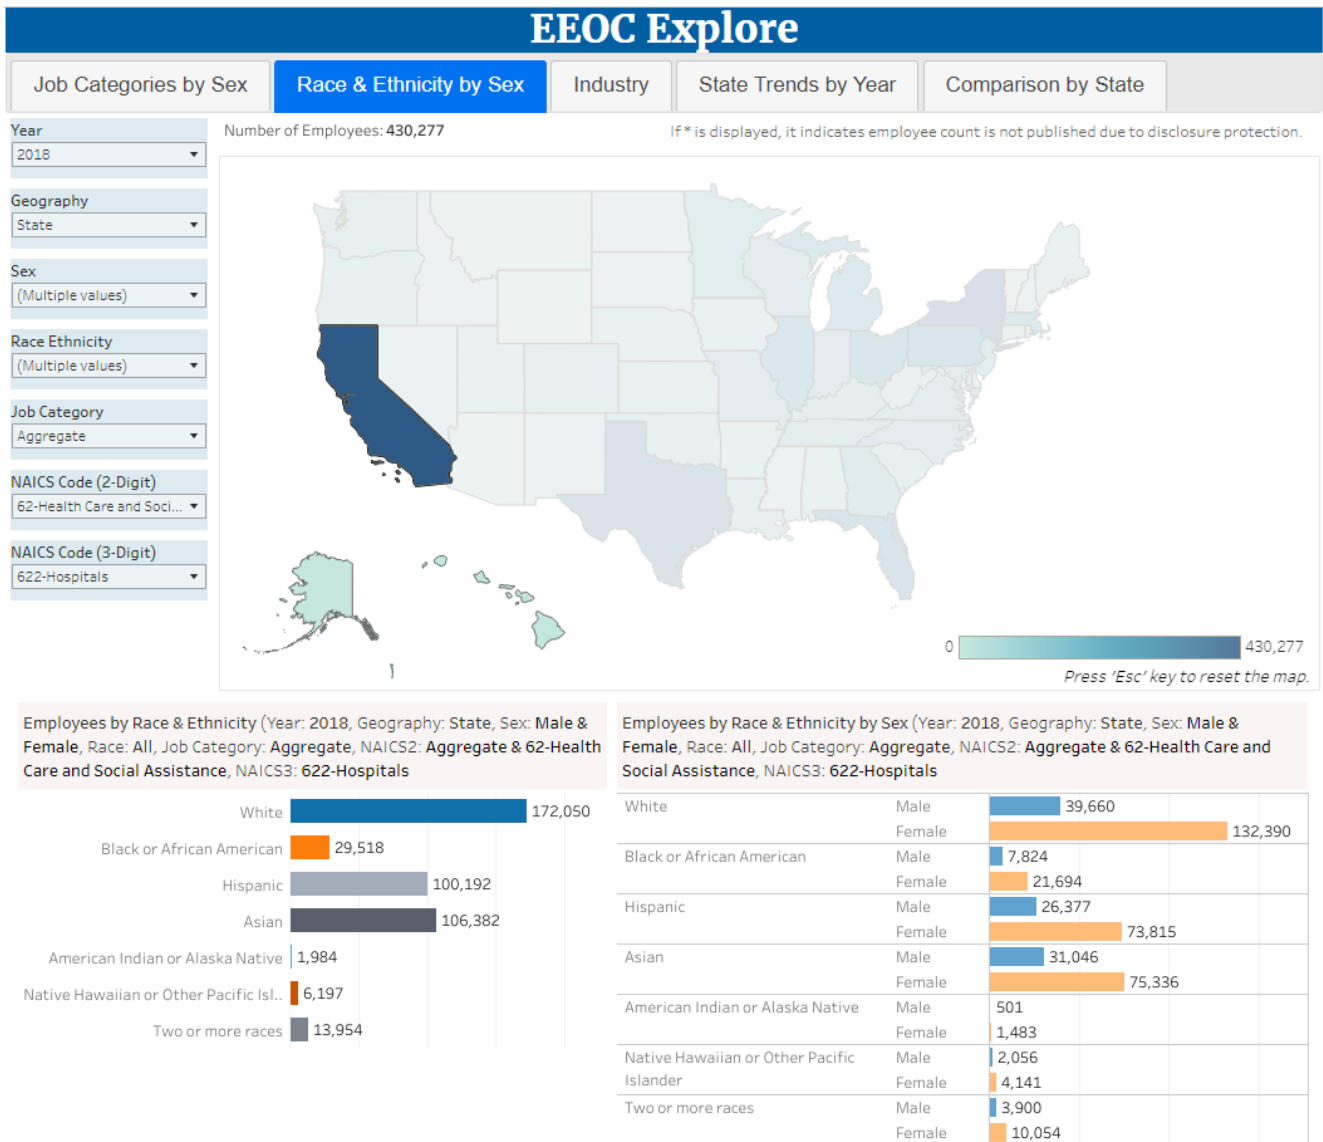 EEOC Explore
Job Categories by Sex
Race & Ethnicity by Sex
Industry
State Trends by Year
Comparison by State
Year
2018
Geography
State
Sex
(Multiple values)
Race Ethnicity
(Multiple values)
Job Category
Aggregate
NAICS Code (2-Digit)
62-Health Care and Soci...
NAICS Code (3-Digit)
622-Hospitals
Number of Employees: 430,277
If * is displayed, it indicates employee count is not published due to disclosure protection.
0
430,277
Press 'Esc' key to reset the map.
Employees by Race & Ethnicity (Year: 2018, Geography: State, Sex: Male &
Female, Race: All, Job Category: Aggregate, NAICS2: Aggregate & 62-Health
Care and Social Assistance, NAICS3: 622-Hospitals
White 172,050
Black or African American 29,518
Hispanic 100,192
Asian 106,382
American Indian or Alaska Native 1,984
Native Hawaiian or Other Pacific Isl.. 6,197
Two or more races 13,954
Employees by Race & Ethnicity by Sex (Year: 2018, Geography: State, Sex: Male &
Female, Race: All, Job Category: Aggregate, NAICS2: Aggregate & 62-Health Care and
Social Assistance, NAICS3: 622-Hospitals
White Male 39,660
Female 132,390
Black or African American Male 7,824
Female 21,694
Hispanic Male 26,377
Female 73,815
Asian Male 31,046
Female 75,336
American Indian or Alaska Native Male 501
Female 1,483
Native Hawaiian or Other Pacific Male 2,056
Islander Female 4,141
Two or more races Male 3,900
Female 10,054